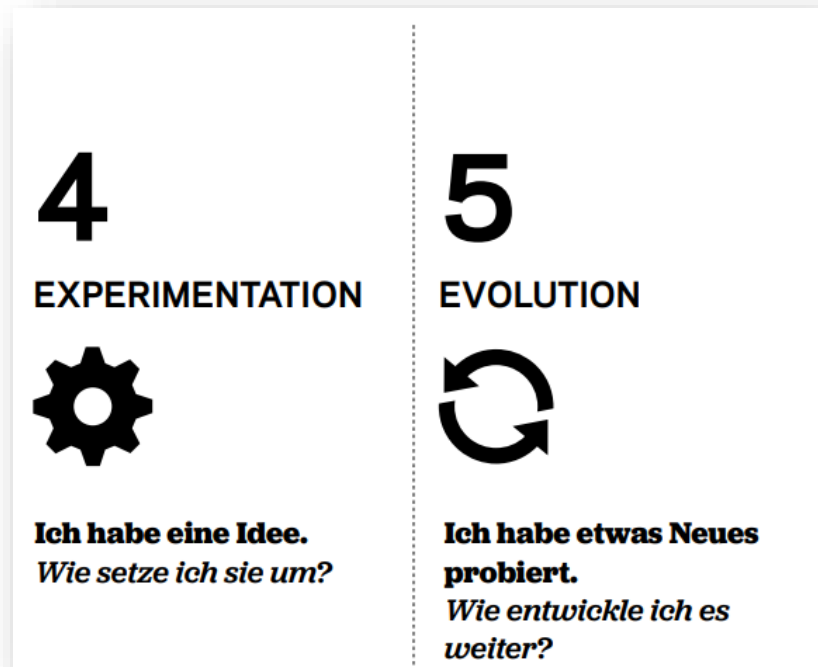 4
EXPERIMENTATION
Ich habe eine Idee.
Wie setze ich sie um?
5
EVOLUTION
Ich habe etwas Neues
probiert.
Wie entwickle ich es
weiter?